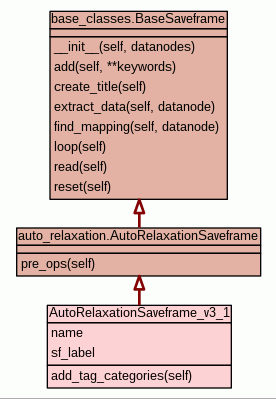 base_classes.BaseSaveframe
__init__(self, datanodes)
add(self, **keywords)
create_title(self)
extract_data(self, datanode)
find_mapping(self, datanode)
loop(self)
read(self)
reset(self)
auto_relaxation.AutoRelaxationSaveframe
pre_ops(self)
AutoRelaxationSaveframe_v3_1
name
sf_label
add_tag_categories(self)